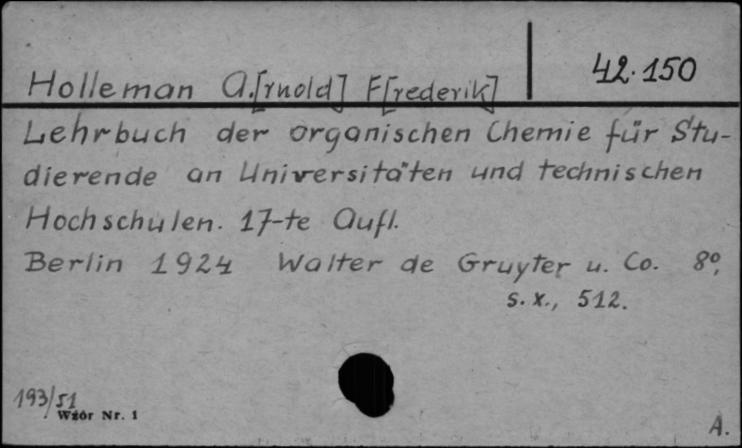 42.150
Holleman A.[rnold] F[rederik]
Lehrbuch der organischen Chemie für Stu-
dierende an Universitäten und technischen
Hochschulen. 17-te Aufl.
Berlin 1924 Walter de Gruyter u. Co. 8º,
s. x., 512.
193/51
Wzór Nr. 1
A.